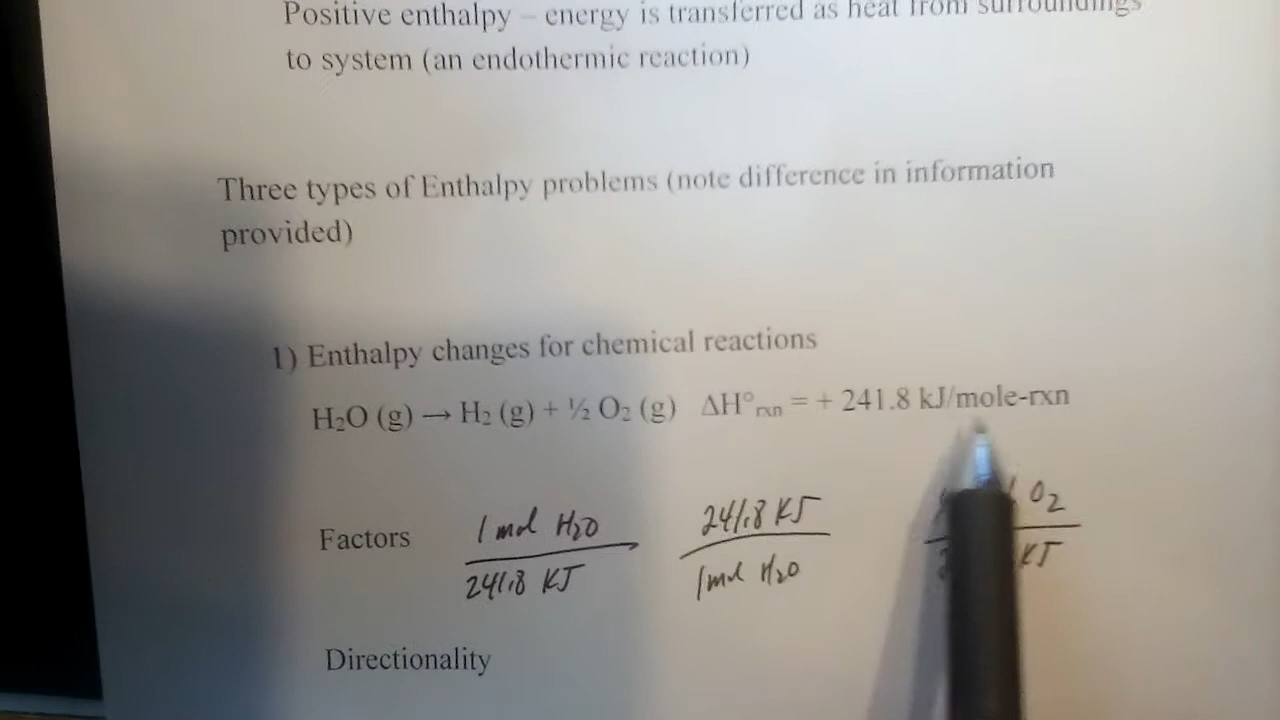 Positive enthalpy – energy is transferred as heat from surroundings
to system (an endothermic reaction)
Three types of Enthalpy problems (note difference in information
provided)
1) Enthalpy changes for chemical reactions
H₂O (g) → H₂ (g) + ½ O₂ (g) ΔH°rxn = + 241.8 kJ/mole-rxn
Factors 1 mol H₂O 241.8 KJ O₂
241.8 KJ 1 mol H₂O KJ
Directionality